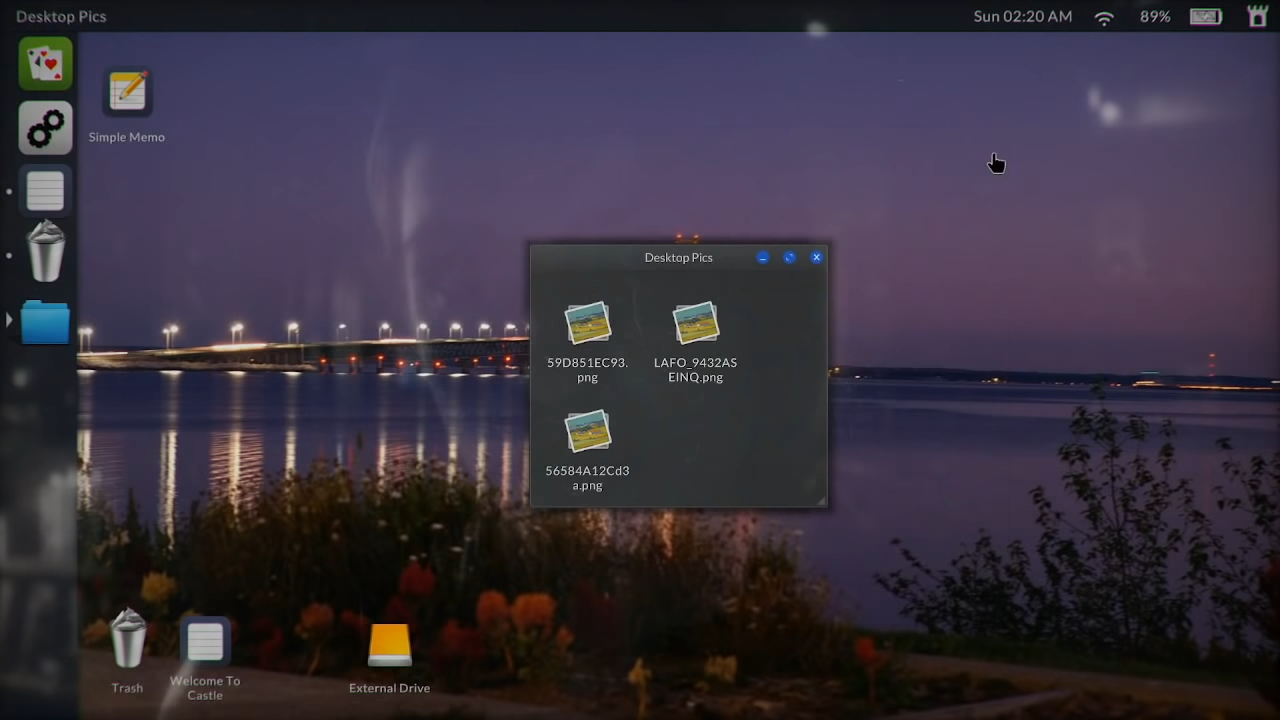 Desktop Pics
Sun 02:20 AM
89%
Simple Memo
Desktop Pics
59D851EC93.
png
LAFO_9432AS
EINQ.png
56584A12Cd3
a.png
Trash
Welcome To
Castle
External Drive